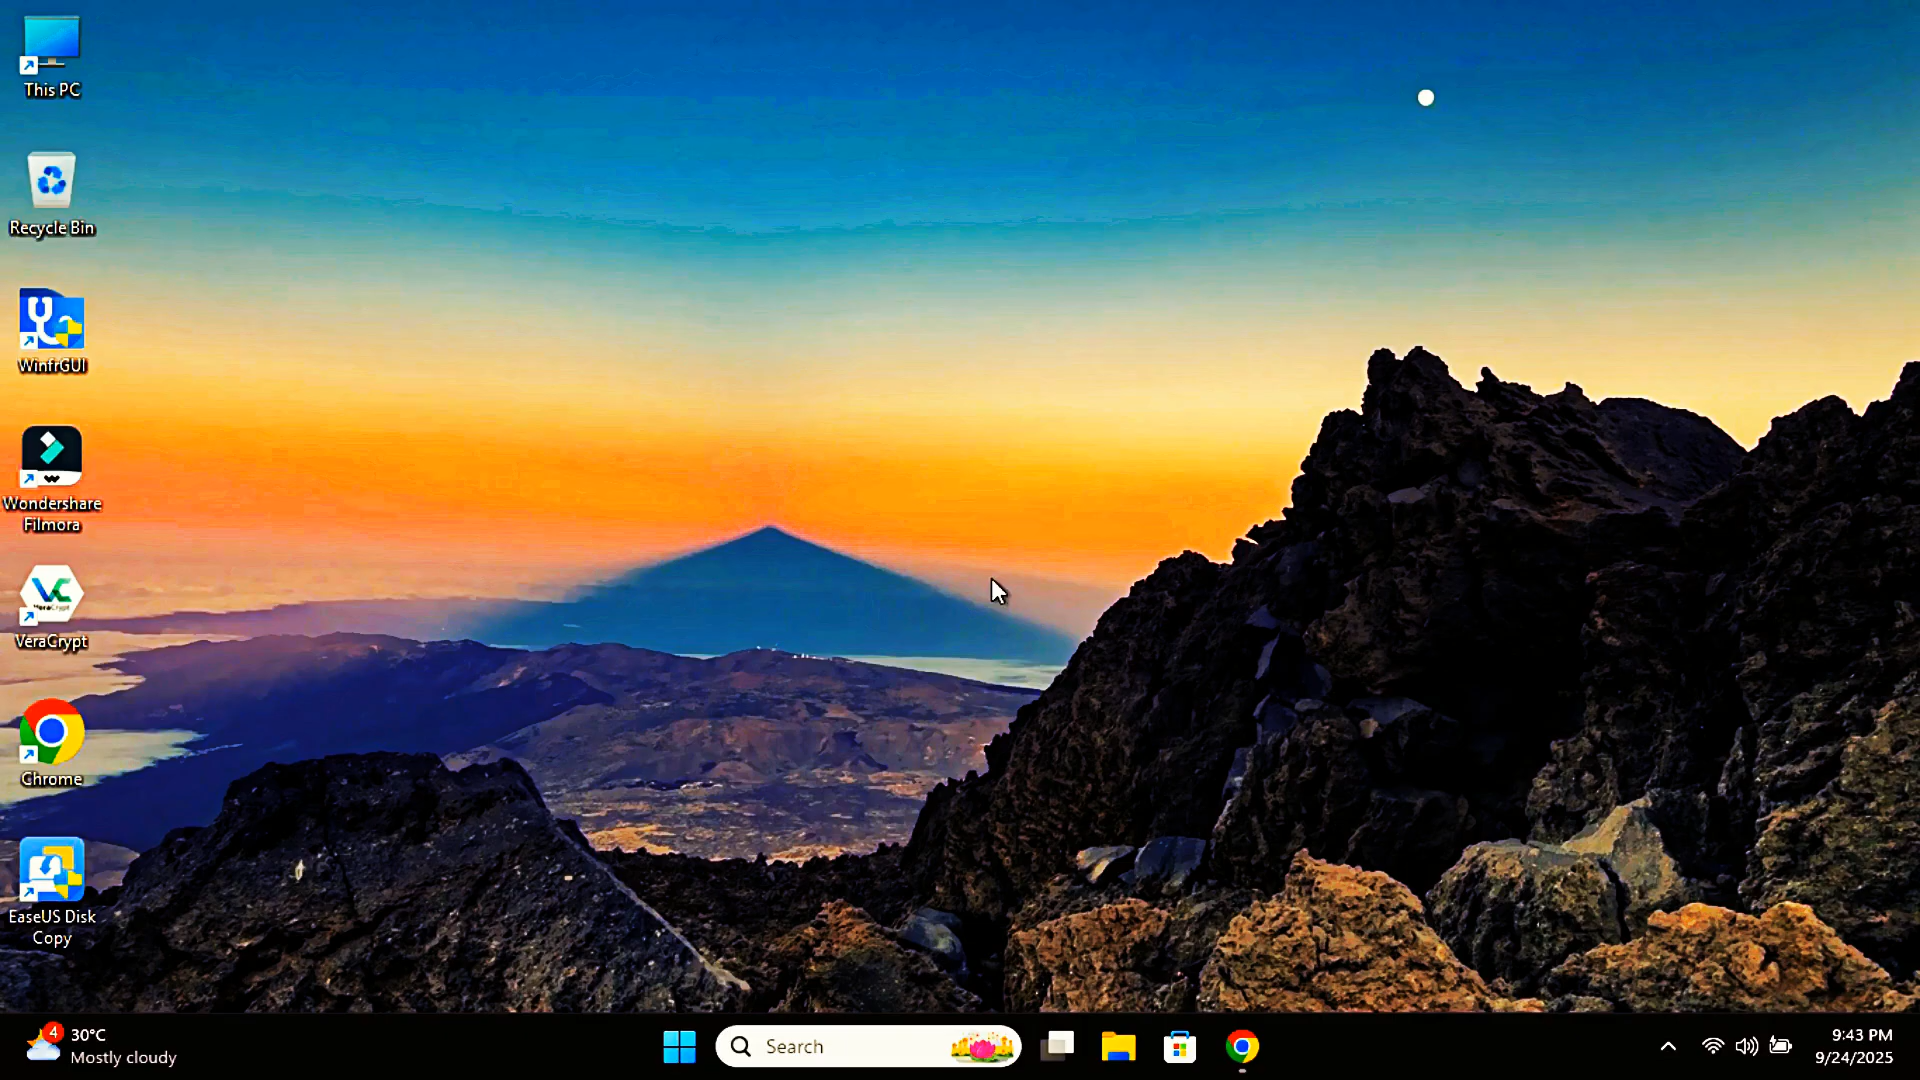 This PC
Recycle Bin
WinfrGUI
Wondershare
Filmora
VeraCrypt
Chrome
EaseUS Disk
Copy
4
30°C
Mostly cloudy
Search
9:43 PM
9/24/2025